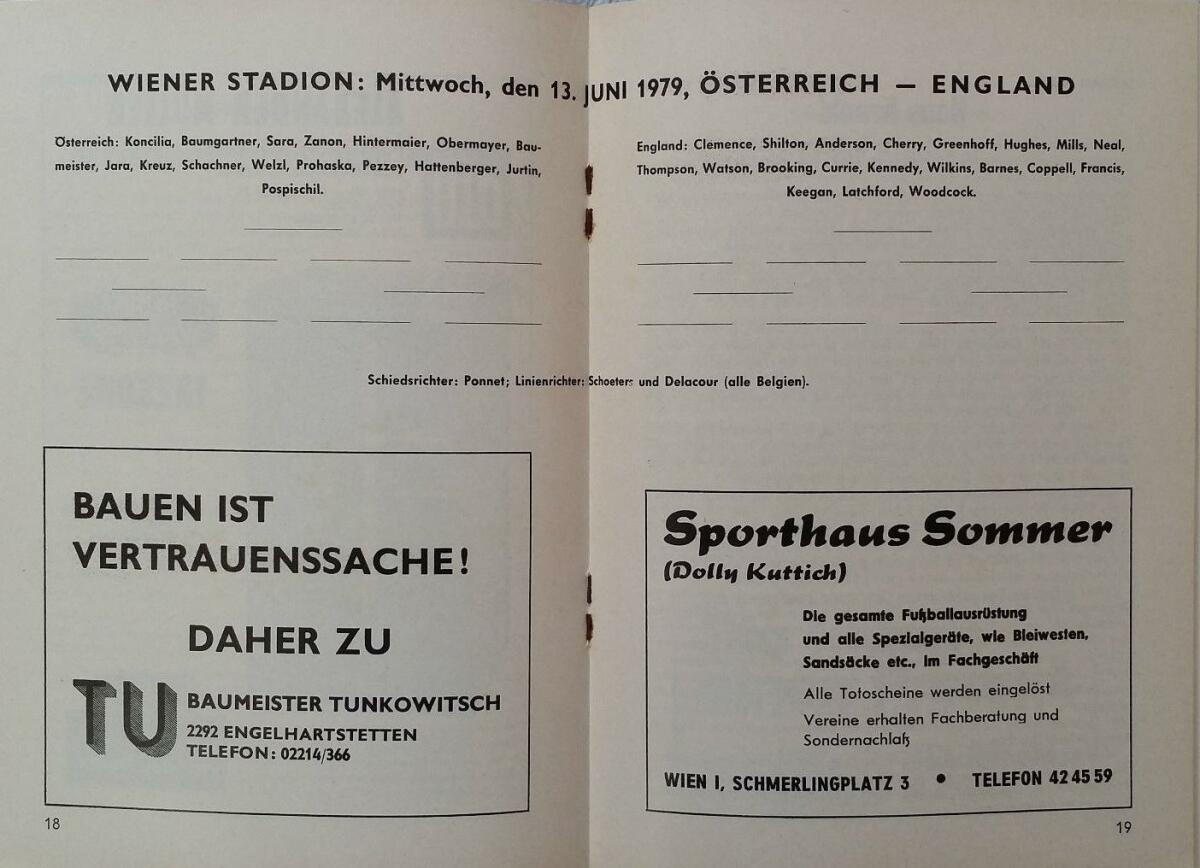 WIENER STADION: Mittwoch, den 13. JUNI 1979, ÖSTERREICH — ENGLAND
Österreich: Koncilia, Baumgartner, Sara, Zanon, Hintermaier, Obermayer, Bau-
meister, Jara, Kreuz, Schachner, Welzl, Prohaska, Pezzey, Hattenberger, Jurtin,
Pospischil.
England: Clemence, Shilton, Anderson, Cherry, Greenhoff, Hughes, Mills, Neal,
Thompson, Watson, Brooking, Currie, Kennedy, Wilkins, Barnes, Coppell, Francis,
Keegan, Latchford, Woodcock.
Schiedsrichter: Ponnet; Linienrichter: Schoeters und Delacour (alle Belgien).
BAUEN IST
VERTRAUENSSACHE!
DAHER ZU
TU
BAUMEISTER TUNKOWITSCH
2292 ENGELHARTSTETTEN
TELEFON: 02214/366
18
Sporthaus Sommer
(Dolly Kuttich)
Die gesamte Fußballausrüstung
und alle Spezialgeräte, wie Bleiwesten,
Sandsäcke etc., im Fachgeschäft
Alle Totoscheine werden eingelöst
Vereine erhalten Fachberatung und
Sondernachlaß
WIEN I, SCHMERLINGPLATZ 3 • TELEFON 42 45 59
19